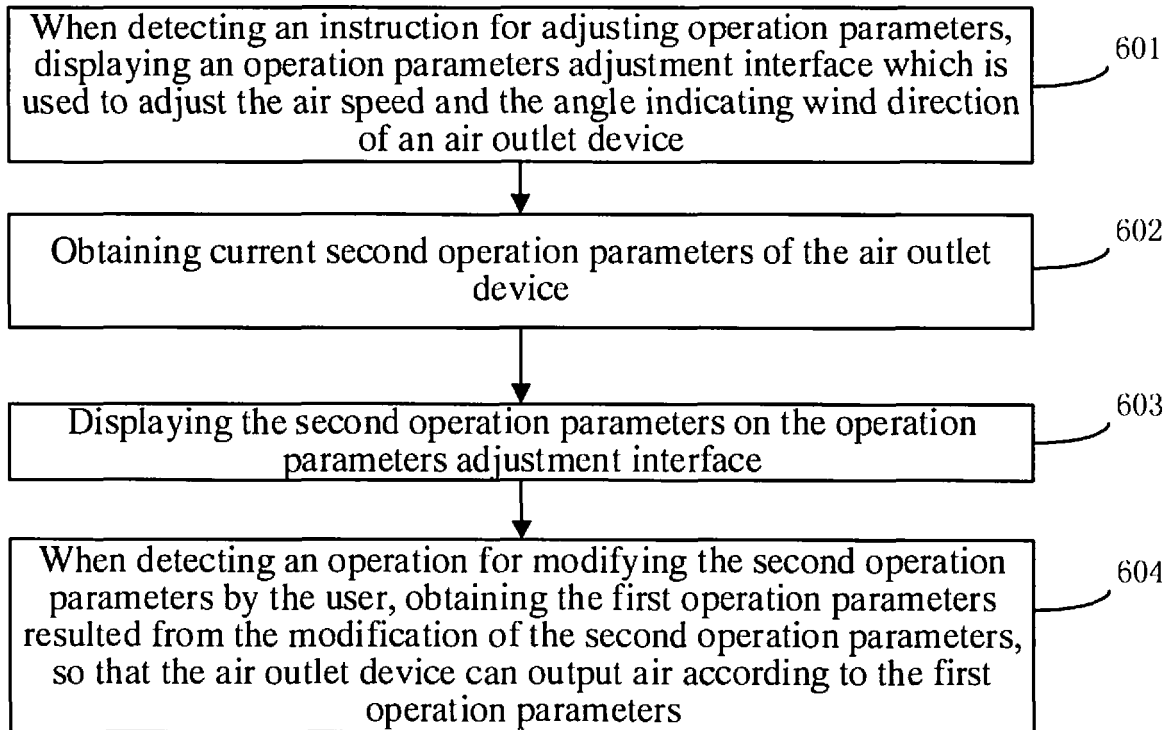 When detecting an instruction for adjusting operation parameters,
displaying an operation parameters adjustment interface which is
used to adjust the air speed and the angle indicating wind direction
of an air outlet device
601
Obtaining current second operation parameters of the air outlet
device
602
Displaying the second operation parameters on the operation
parameters adjustment interface
603
When detecting an operation for modifying the second operation
parameters by the user, obtaining the first operation parameters
resulted from the modification of the second operation parameters,
so that the air outlet device can output air according to the first
operation parameters
604